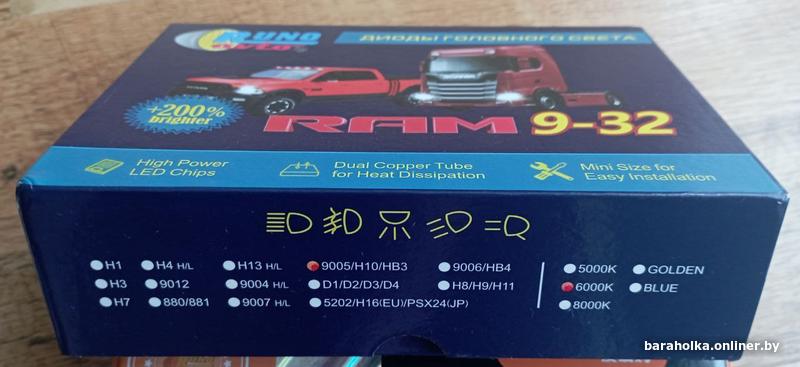 RUNO
avto
ДИОДЫ ГОЛОВНОГО СВЕТА
SCANIA
+200%
brighter
RAM 9-32
High Power
LED Chips
Dual Copper Tube
for Heat Dissipation
Mini Size for
Easy Installation
H1 H4 H/L H13 H/L 9005/H10/HB3 9006/HB4 5000K GOLDEN
H3 9012 9004 H/L D1/D2/D3/D4 H8/H9/H11 6000K BLUE
H7 880/881 9007 H/L 5202/H16(EU)/PSX24(JP) 8000K
baraholka.onliner.by